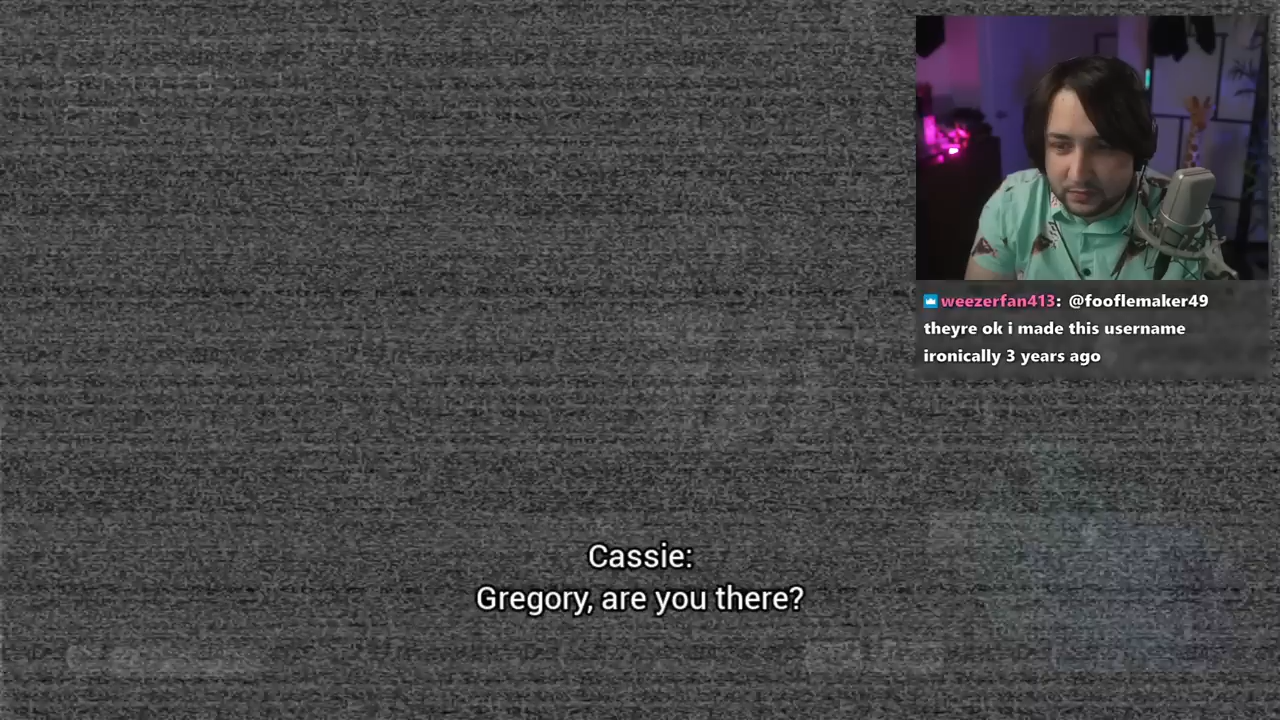 weezerfan413: @fooflemaker49
theyre ok i made this username
ironically 3 years ago
Cassie:
Gregory, are you there?